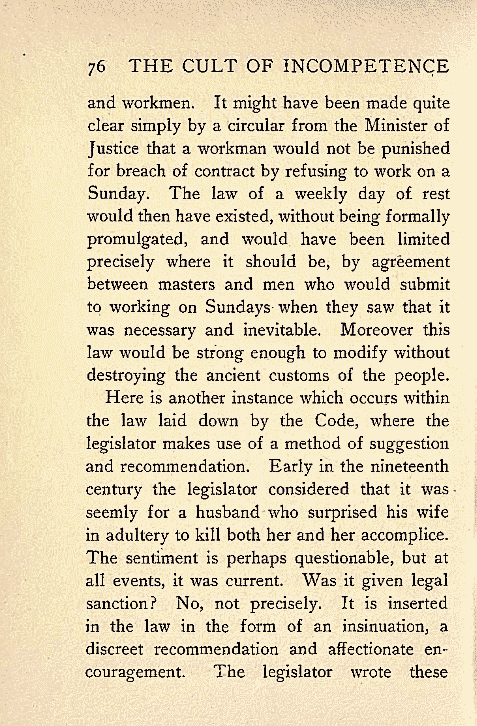 76 THE CULT OF INCOMPETENCE
and workmen. It might have been made quite
clear simply by a circular from the Minister of
Justice that a workman would not be punished
for breach of contract by refusing to work on a
Sunday. The law of a weekly day of rest
would then have existed, without being formally
promulgated, and would have been limited
precisely where it should be, by agreement
between masters and men who would submit
to working on Sundays when they saw that it
was necessary and inevitable. Moreover this
law would be strong enough to modify without
destroying the ancient customs of the people.
Here is another instance which occurs within
the law laid down by the Code, where the
legislator makes use of a method of suggestion
and recommendation. Early in the nineteenth
century the legislator considered that it was
seemly for a husband who surprised his wife
in adultery to kill both her and her accomplice.
The sentiment is perhaps questionable, but at
all events, it was current. Was it given legal
sanction? No, not precisely. It is inserted
in the law in the form of an insinuation, a
discreet recommendation and affectionate en-
couragement. The legislator wrote these